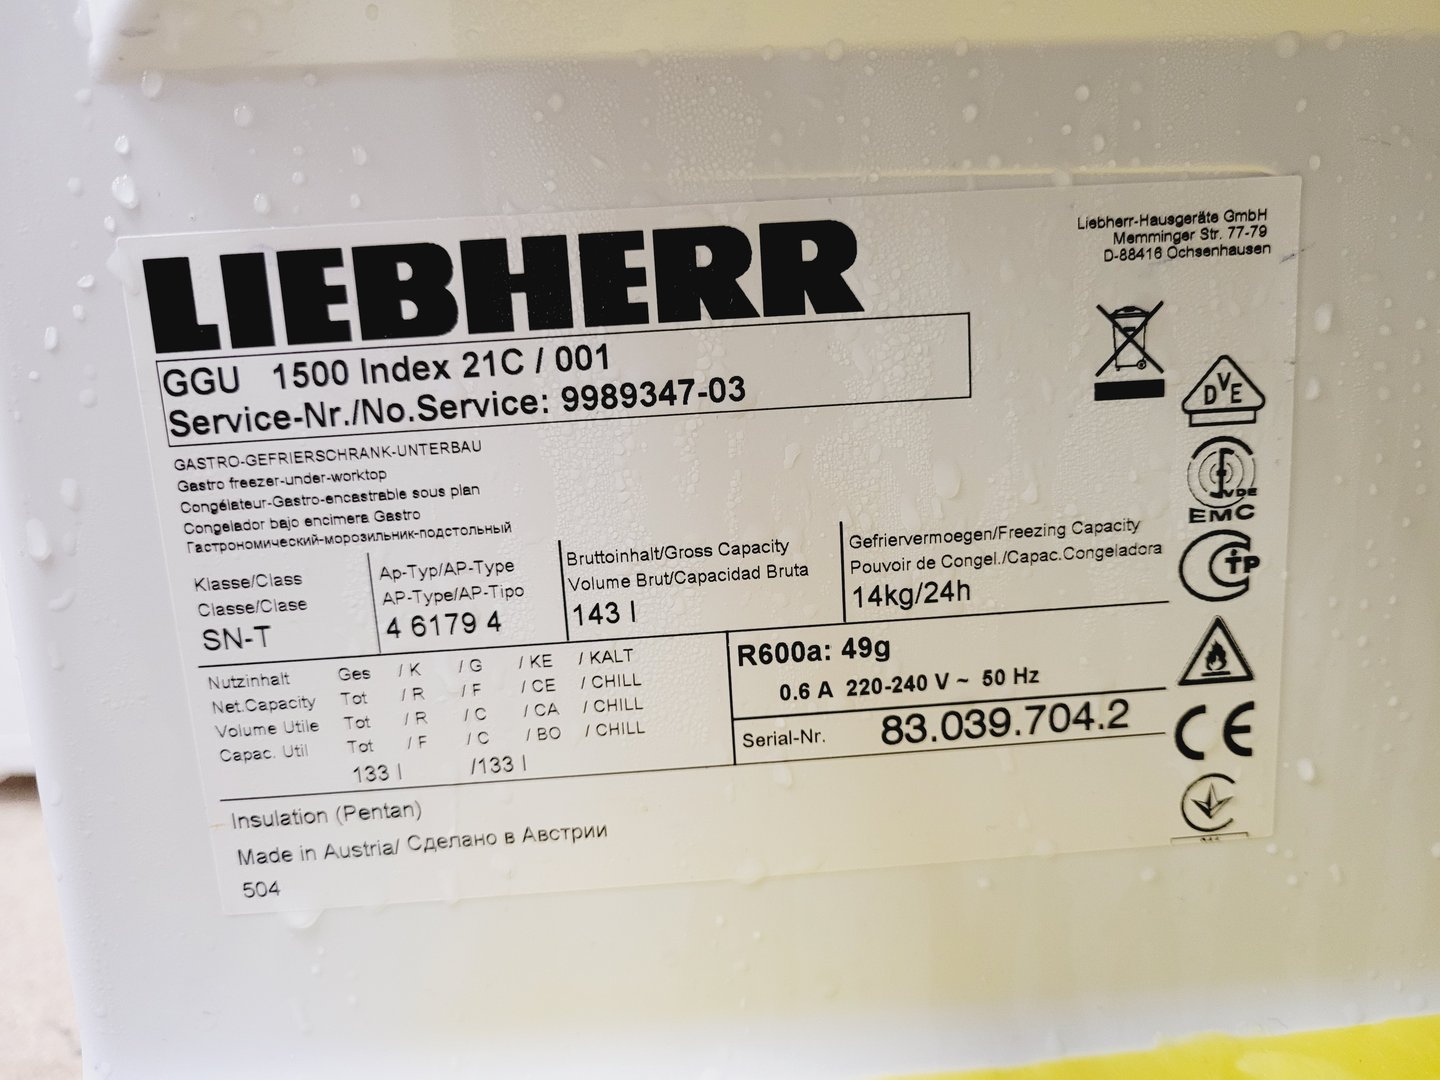 LIEBHERR
Liebherr-Hausgeräte GmbH
Memminger Str. 77-79
D-88416 Ochsenhausen
GGU 1500 Index 21C / 001
Service-Nr./No.Service: 9989347-03
GASTRO-GEFRIERSCHRANK-UNTERBAU
Gastro freezer-under-worktop
Congélateur-Gastro-encastrable sous plan
Congelador bajo encimera Gastro
Гастрономический-морозильник-подстольный
Klasse/Class
Classe/Clase
SN-T
Ap-Typ/AP-Type
AP-Type/AP-Tipo
4 6179 4
Bruttoinhalt/Gross Capacity
Volume Brut/Capacidad Bruta
143 l
Gefriervermoegen/Freezing Capacity
Pouvoir de Congel./Capac.Congeladora
14kg/24h
Nutzinhalt Ges / K / G / KE / KALT
Net.Capacity Tot / R / F / CE / CHILL
Volume Utile Tot / R / C / CA / CHILL
Capac. Util Tot / F / C / BO / CHILL
133 l /133 l
R600a: 49g
0.6 A 220-240 V ~ 50 Hz
Serial-Nr. 83.039.704.2
Insulation (Pentan)
Made in Austria/ Сделано в Австрии
504
DVE
VDE
EMC
CE